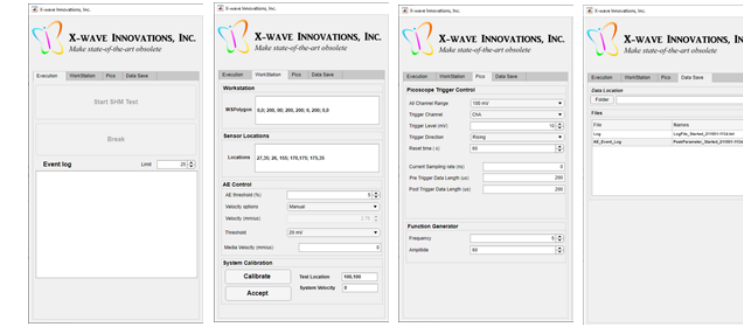 X-wave Innovations, Inc.
X-WAVE INNOVATIONS, INC.
Make state-of-the-art obsolete
Execution WorkStation Pico Data Save
Start SHM Test
Break
Event log Limit 25
X-wave Innovations, Inc.
X-WAVE INNOVATIONS, INC.
Make state-of-the-art obsolete
Execution WorkStation Pico Data Save
Workstation
WSPolygon 0,0; 200, 00; 200, 200; 0, 200; 0,0
Sensor Locations
Locations 27,35; 26, 155; 170,175; 175,35
AE Control
AE threshold (%) 5
Velocity options Manual
Velocity (mm/us)
Threshold 20 mV
Media Velocity (mm/us) 0
System Calibration
Calibrate Test Location 100,100
Accept System Velocity 0
X-wave Innovations, Inc.
X-WAVE INNOVATIONS, INC.
Make state-of-the-art obsolete
Execution WorkStation Pico Data Save
Picoscope Trigger Control
All Channel Range 100 mV
Trigger Channel ChA
Trigger Level (mV) 10
Trigger Direction Rising
Reset time (s) 60
Current Sampling rate (ns) 0
Pre Trigger Data Length (us) 200
Post Trigger Data Length (us) 200
Function Generator
Frequency 5
Amplitide 60
X-wave Innovations, Inc.
X-WAVE INNOVATIONS, IN
Make state-of-the-art obsolete
Execution WorkStation Pico Data Save
Data Location
Folder
Files
File Names
Log
AE_Event_Log